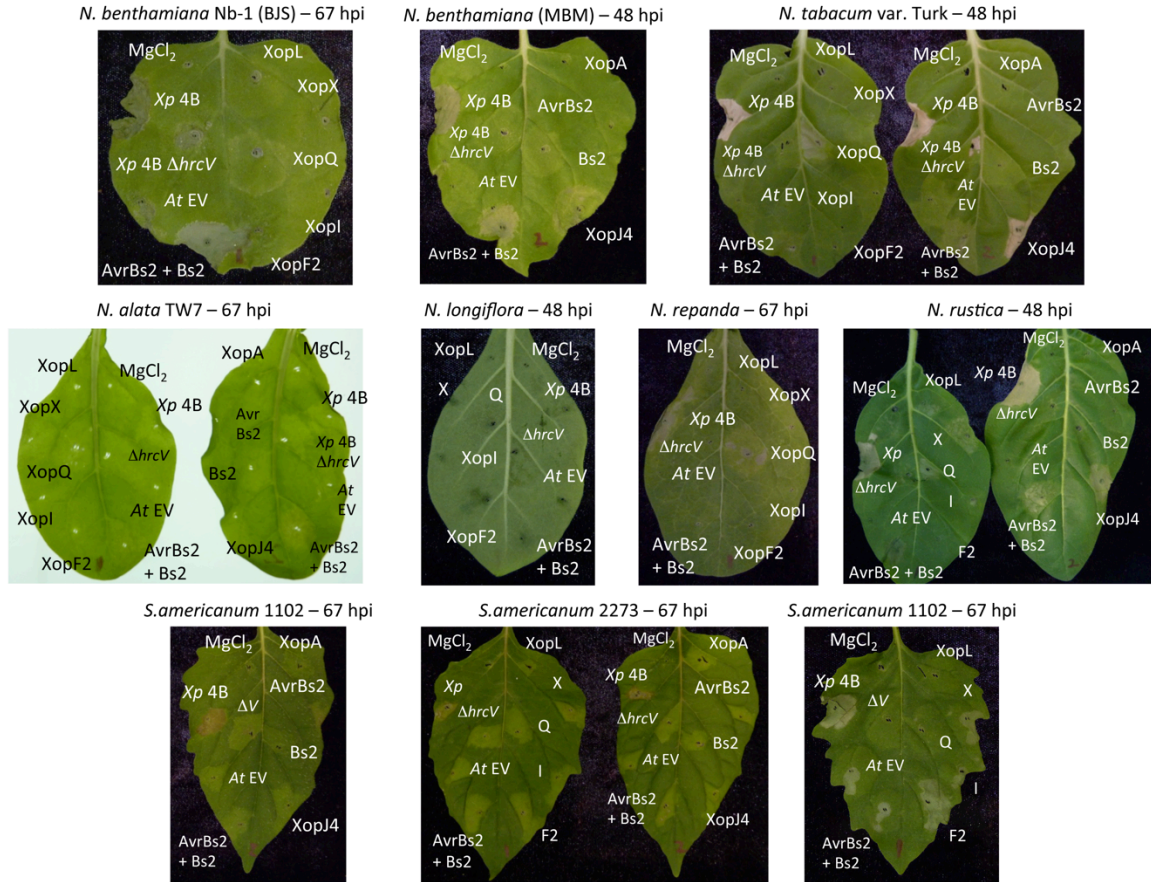 N. benthamiana Nb-1 (BJS) – 67 hpi
MgCl2
XopL
XopX
Xp 4B
XopQ
Xp 4B ΔhrcV
At EV
XopI
AvrBs2 + Bs2
XopF2
N. benthamiana (MBM) – 48 hpi
MgCl2
XopA
Xp 4B
AvrBs2
Xp 4B
ΔhrcV
Bs2
At EV
XopJ4
AvrBs2 + Bs2
2
N. tabacum var. Turk – 48 hpi
MgCl2
XopL
XopX
Xp 4B
Xp 4B
ΔhrcV
XopQ
At EV
XopI
AvrBs2
+ Bs2
XopF2
MgCl2
XopA
Xp 4B
AvrBs2
Xp 4B
ΔhrcV
Bs2
At
EV
XopJ4
AvrBs2
+ Bs2
N. alata TW7 – 67 hpi
XopL
MgCl2
XopX
Xp 4B
XopQ
ΔhrcV
XopI
At EV
XopF2
AvrBs2
+ Bs2
XopA
MgCl2
Avr
Bs2
Xp 4B
Bs2
Xp 4B
ΔhrcV
At
EV
XopJ4
AvrBs2
+ Bs2
N. longiflora – 48 hpi
XopL
MgCl2
X
Q
Xp 4B
ΔhrcV
XopI
At EV
XopF2
AvrBs2
+ Bs2
N. repanda – 67 hpi
MgCl2
XopL
XopX
Xp 4B
ΔhrcV
XopQ
At EV
XopI
AvrBs2
+ Bs2
XopF2
N. rustica – 48 hpi
MgCl2
XopL
Xp
X
ΔhrcV
Q
At EV
I
F2
AvrBs2 + Bs2
MgCl2
XopA
Xp 4B
AvrBs2
ΔhrcV
Bs2
At
EV
AvrBs2
+ Bs2
XopJ4
S.americanum 1102 – 67 hpi
MgCl2
XopA
Xp 4B
ΔV
AvrBs2
Bs2
At EV
XopJ4
AvrBs2
+ Bs2
S.americanum 2273 – 67 hpi
MgCl2
XopL
Xp
X
ΔhrcV
Q
At EV
I
F2
AvrBs2
+ Bs2
MgCl2
XopA
Xp 4B
AvrBs2
ΔhrcV
Bs2
At EV
AvrBs2
+ Bs2
XopJ4
S.americanum 1102 – 67 hpi
MgCl2
XopL
Xp 4B
ΔV
X
Q
At EV
I
F2
AvrBs2
+ Bs2